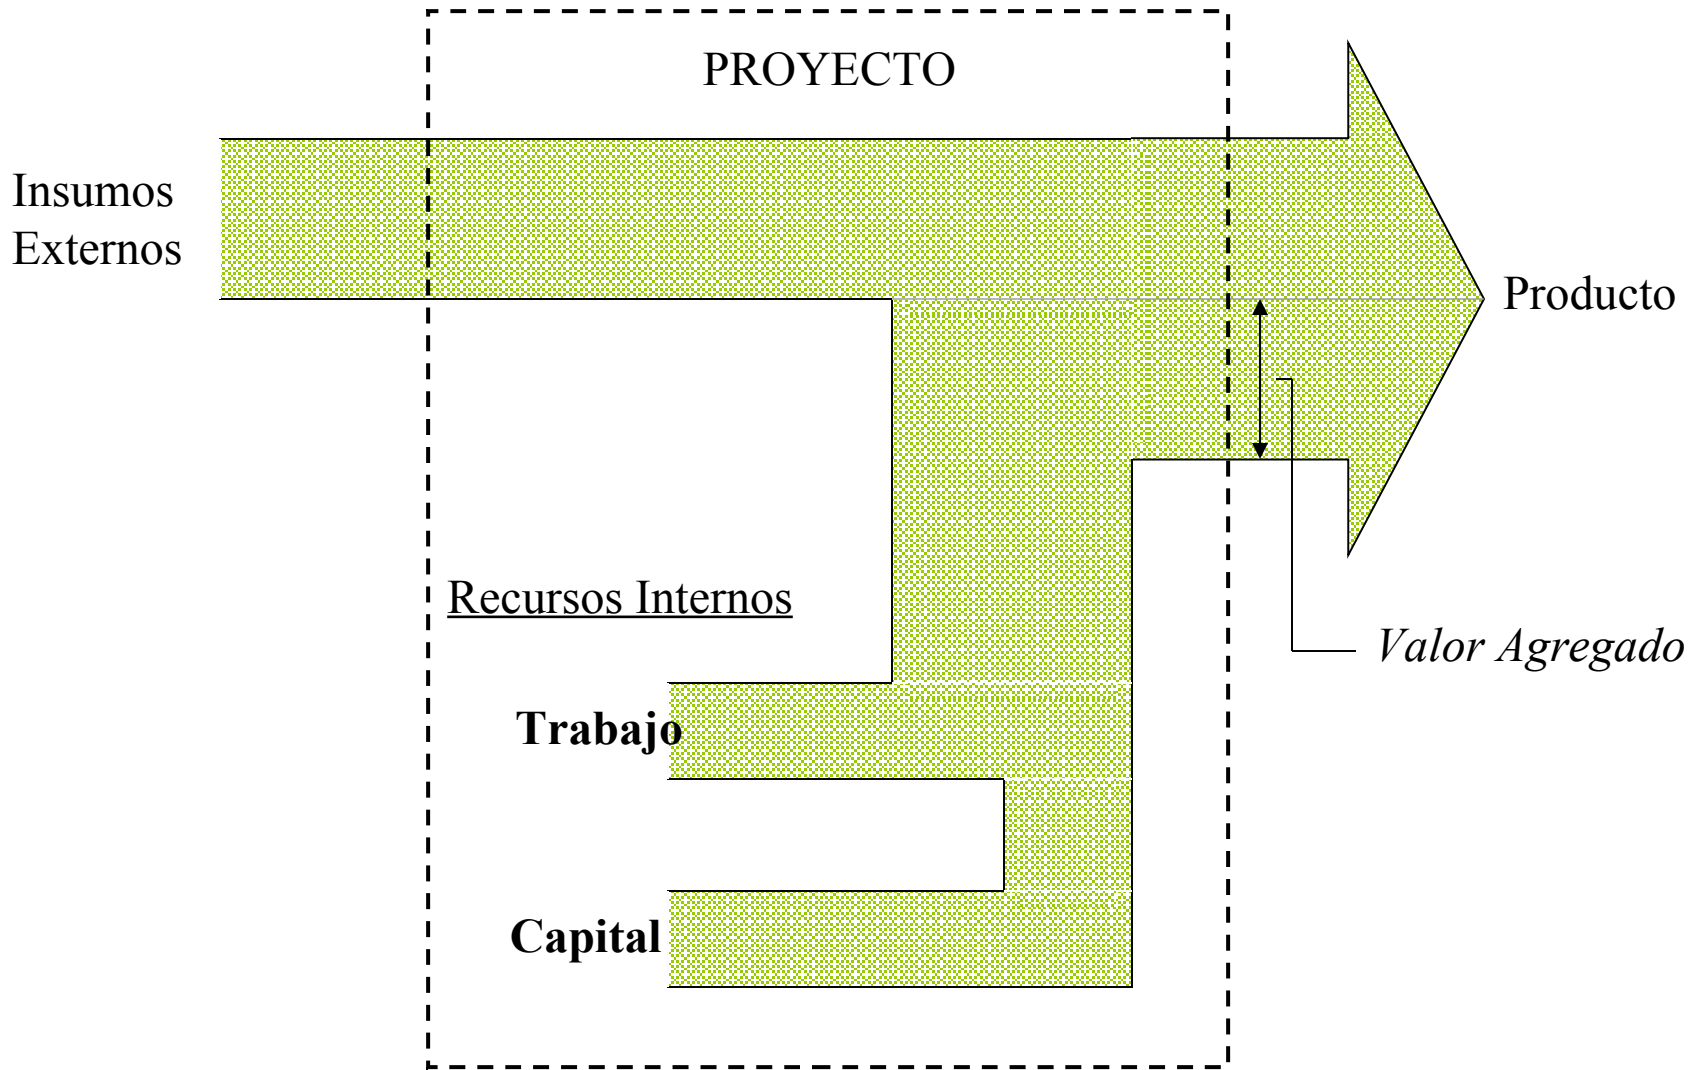 PROYECTO
Insumos
Externos
Producto
Recursos Internos
Valor Agregado
Trabajo
Capital